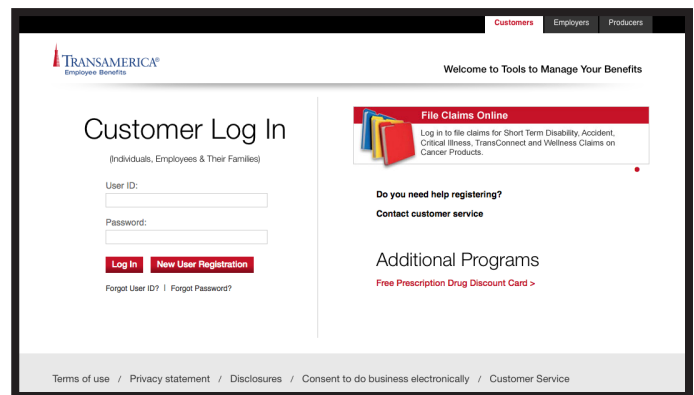 Customers Employers Producers
TRANSAMERICA®
Employee Benefits
Welcome to Tools to Manage Your Benefits
Customer Log In
(Individuals, Employees & Their Families)
User ID:
Password:
Log In New User Registration
Forgot User ID? | Forgot Password?
File Claims Online
Log in to file claims for Short Term Disability, Accident,
Critical Illness, TransConnect and Wellness Claims on
Cancer Products.
Do you need help registering?
Contact customer service
Additional Programs
Free Prescription Drug Discount Card >
Terms of use / Privacy statement / Disclosures / Consent to do business electronically / Customer Service